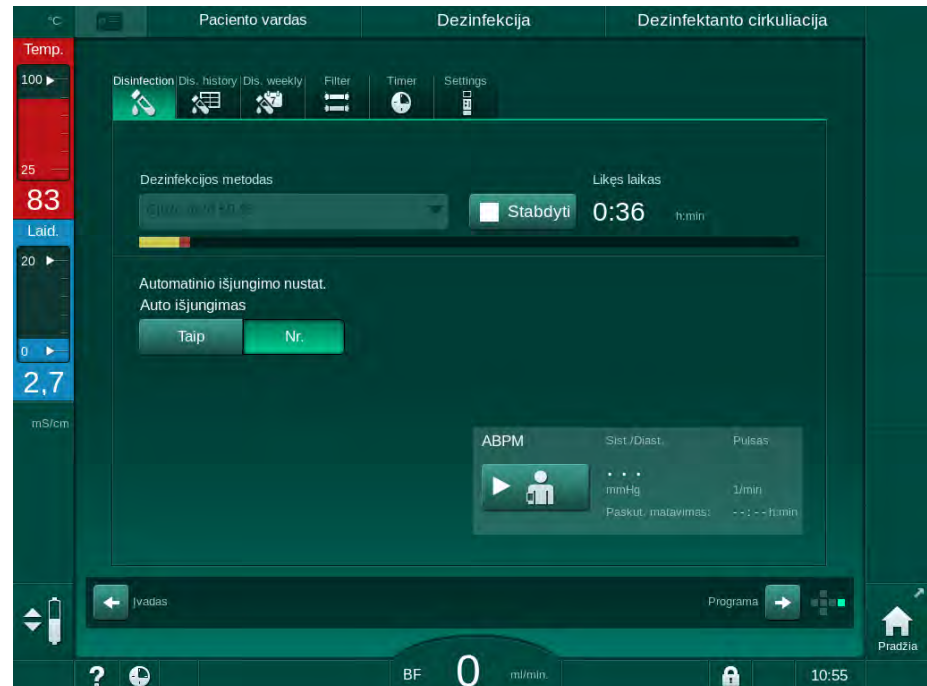 °C
Paciento vardas
Dezinfekcija
Dezinfektanto cirkuliacija
Temp.
100
25
83
Laid.
20
0
2,7
mS/cm
Disinfection
Dis. history
Dis. weekly
Filter
Timer
Settings
7
Dezinfekcijos metodas
Likęs laikas
Stabdyti
0:36
h:min
Automatinio išjungimo nustat.
Auto išjungimas
Taip
Nr.
ABPM
Sist./Diast.
Pulsas
mmHg
1/min
Paskut. matavimas:
--:--h:min
Įvadas
Programa
Pradžia
?
BF
0
ml/min.
10:55